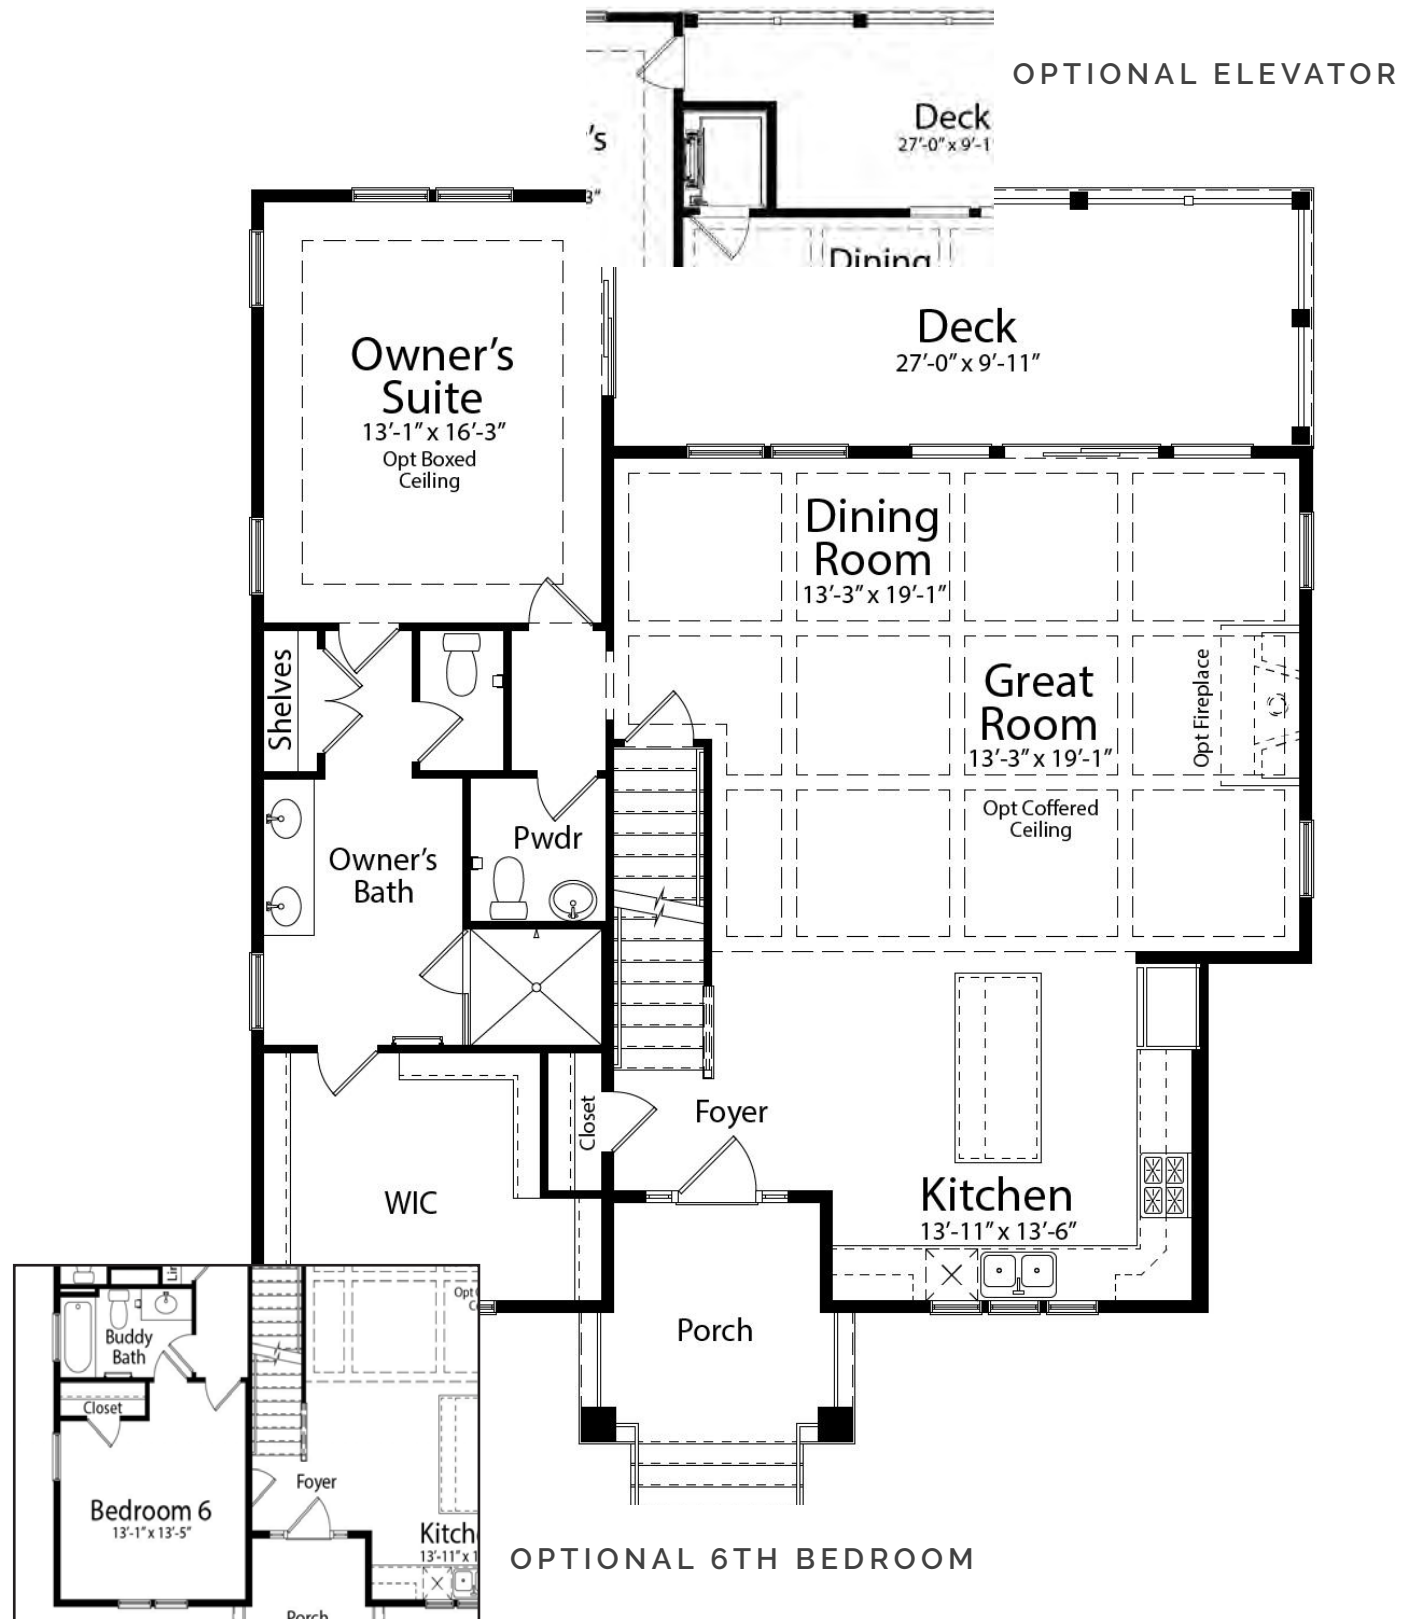 OPTIONAL ELEVATOR
Deck
27'-0" x 9'-1
's
3"
Dining
Deck
27'-0" x 9'-11"
Owner's
Suite
13'-1" x 16'-3"
Opt Boxed
Ceiling
Dining
Room
13'-3" x 19'-1"
Shelves
Great
Room
13'-3" x 19'-1"
Opt Fireplace
Opt Coffered
Ceiling
Pwdr
Owner's
Bath
Closet
Foyer
WIC
Kitchen
13'-11" x 13'-6"
Porch
Lin
Opt
C
Buddy
Bath
Closet
Foyer
Bedroom 6
13'-1" x 13'-5"
Kitch
13'-11" x 1
Porch
OPTIONAL 6TH BEDROOM